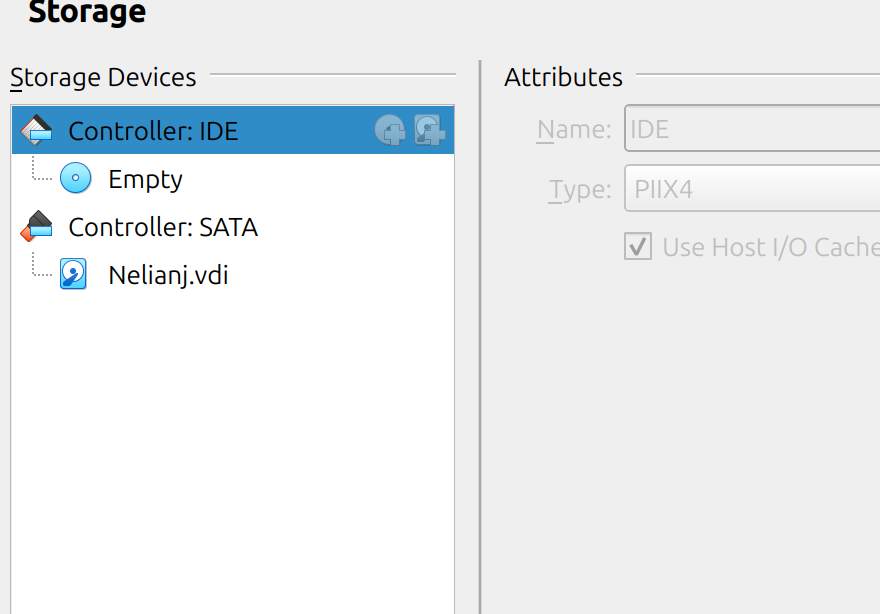 Storage
Storage Devices
Controller: IDE
Empty
Controller: SATA
Nelianj.vdi
Attributes
Name: IDE
Type: PIIX4
Use Host I/O Cache